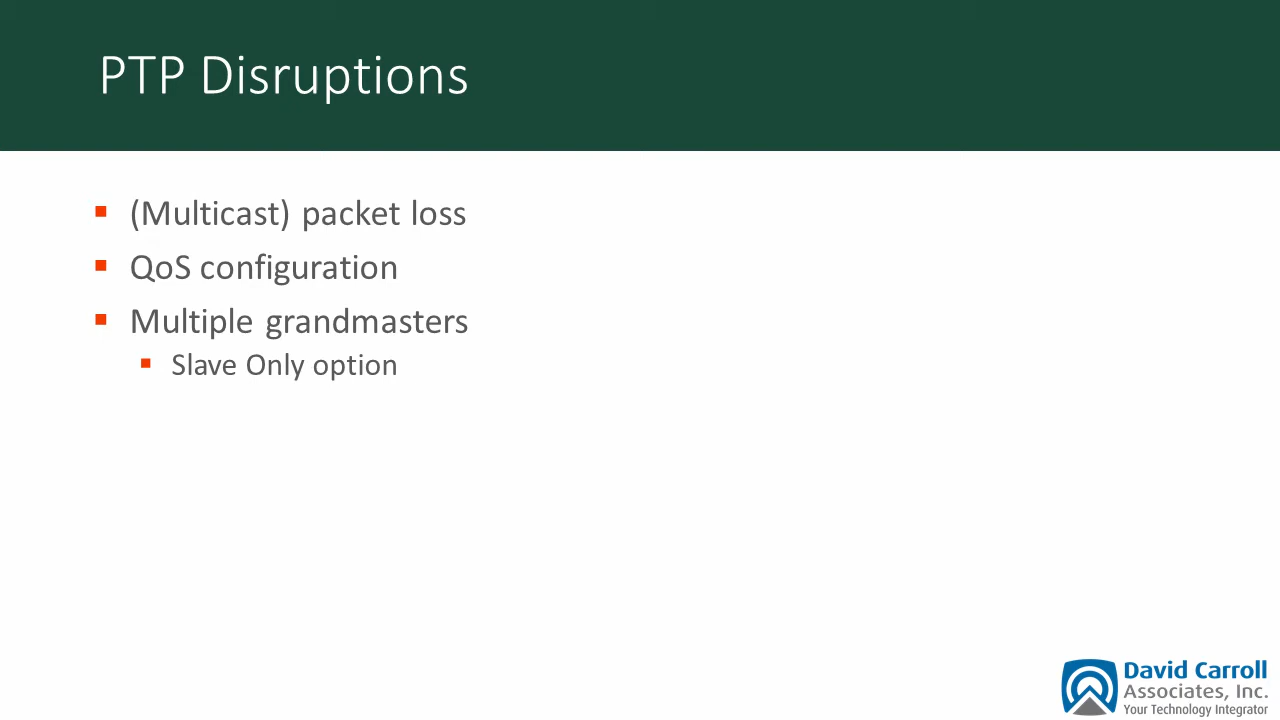 PTP Disruptions
(Multicast) packet loss
QoS configuration
Multiple grandmasters
Slave Only option
David Carroll
Associates, Inc.
Your Technology Integrator